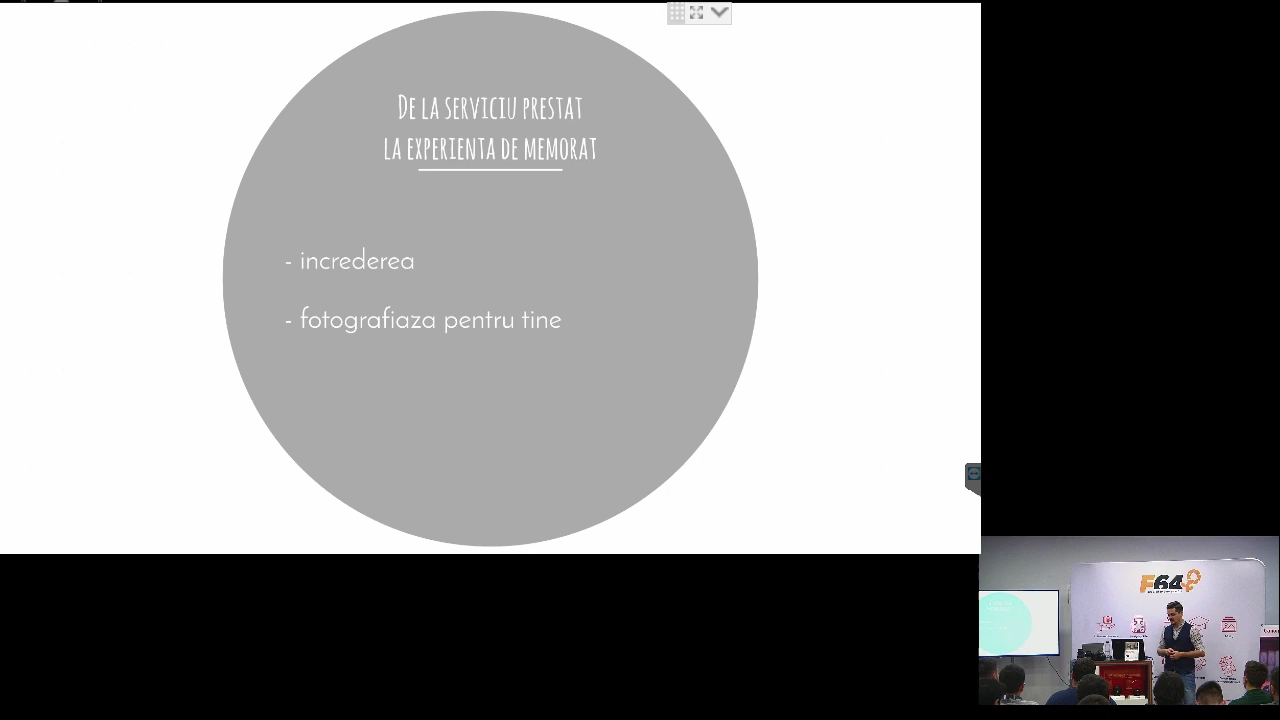 De la serviciu prestat
la experienta de memorat
- increderea
- fotografiaza pentru tine
F64